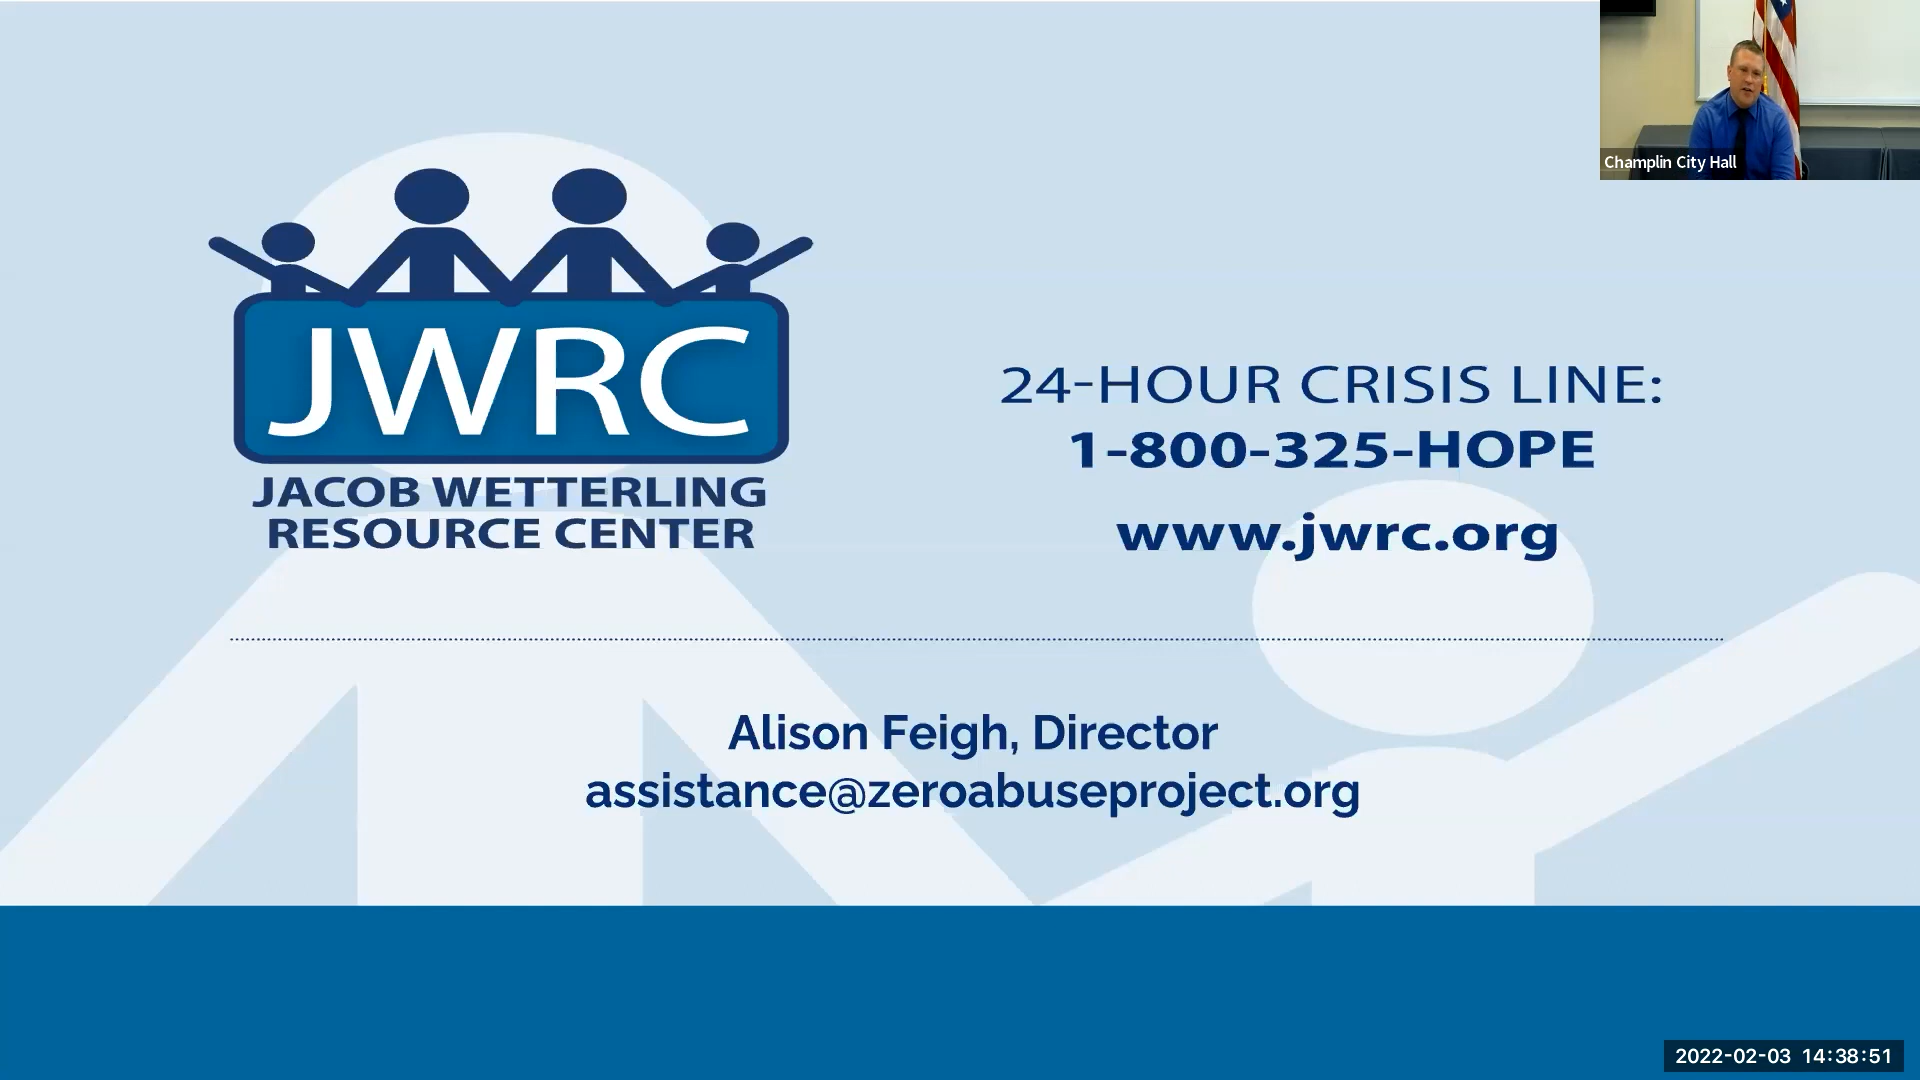 Champlin City Hall
JWRC
JACOB WETTERLING
RESOURCE CENTER
24-HOUR CRISIS LINE:
1-800-325-HOPE
www.jwrc.org
Alison Feigh, Director
assistance@zeroabuseproject.org
2022-02-03 14:38:51